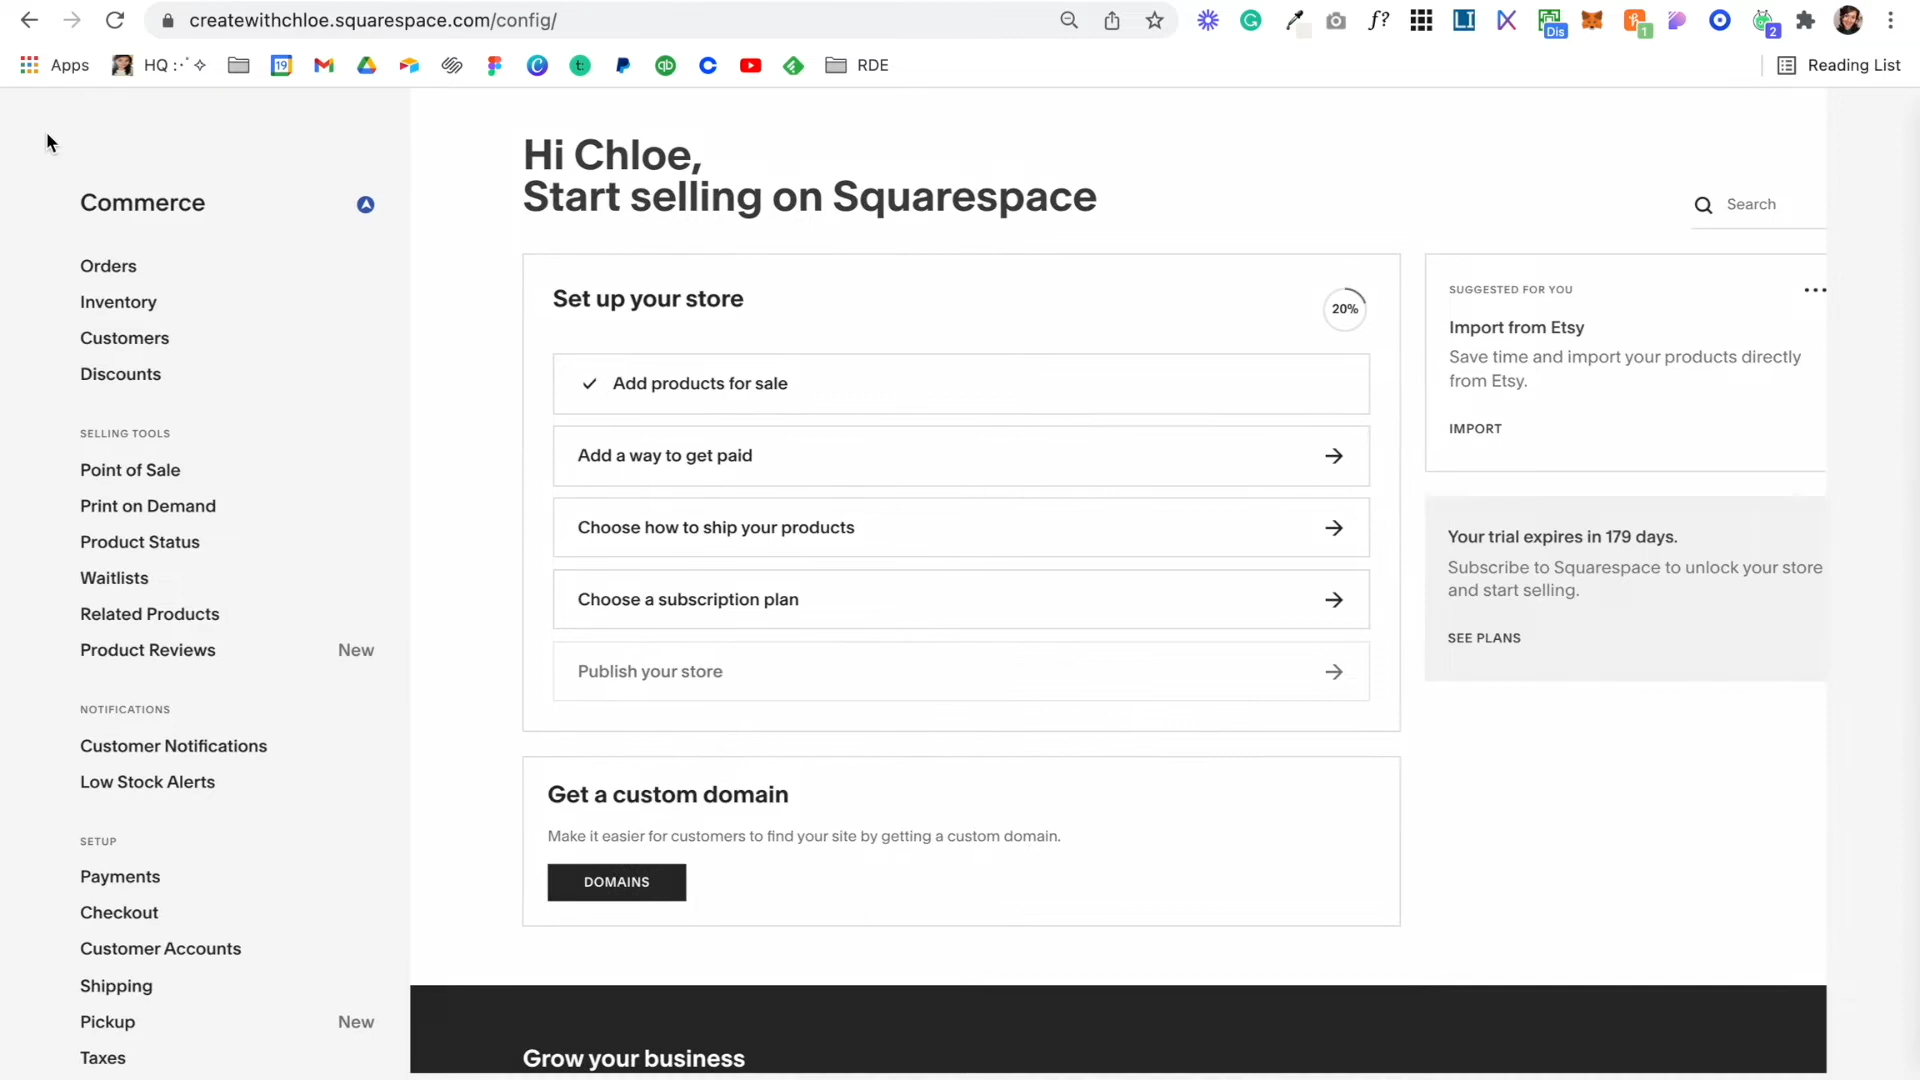 createwithchloe.squarespace.com/config/
f?
LI
Dis
1
2
Apps
HQ :·ﾟ✧
19
RDE
Reading List
Commerce
Orders
Inventory
Customers
Discounts
SELLING TOOLS
Point of Sale
Print on Demand
Product Status
Waitlists
Related Products
Product Reviews New
NOTIFICATIONS
Customer Notifications
Low Stock Alerts
SETUP
Payments
Checkout
Customer Accounts
Shipping
Pickup New
Taxes
Hi Chloe,
Start selling on Squarespace
Search
Set up your store
20%
Add products for sale
Add a way to get paid
Choose how to ship your products
Choose a subscription plan
Publish your store
Get a custom domain
Make it easier for customers to find your site by getting a custom domain.
DOMAINS
SUGGESTED FOR YOU
Import from Etsy
Save time and import your products directly
from Etsy.
IMPORT
Your trial expires in 179 days.
Subscribe to Squarespace to unlock your store
and start selling.
SEE PLANS
Grow your business